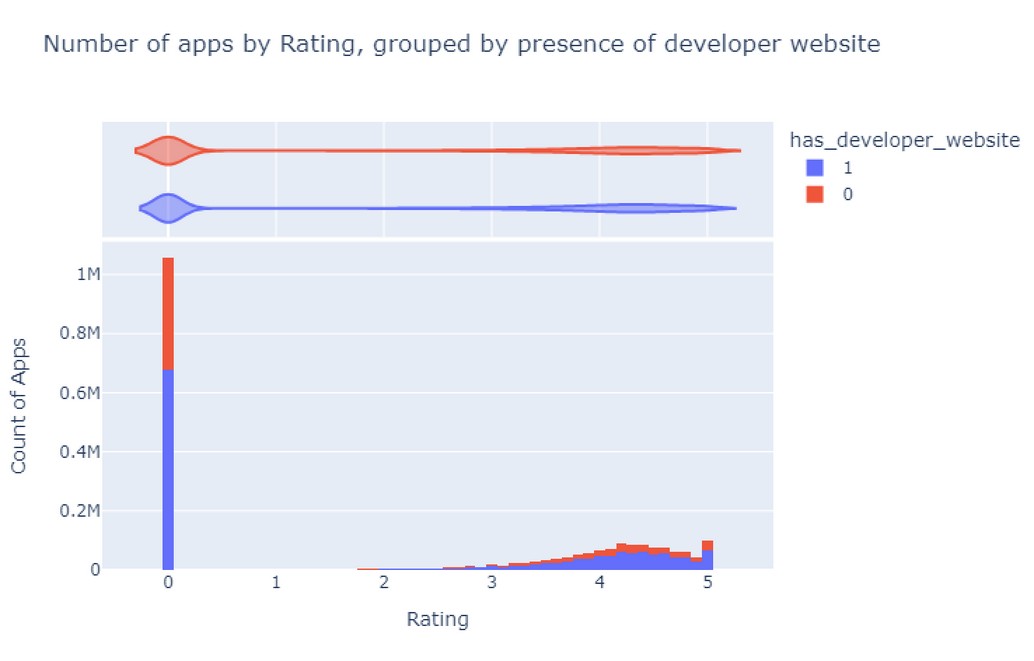 Number of apps by Rating, grouped by presence of developer website
has_developer_website
1
0
1M
0.8M
0.6M
0.4M
0.2M
0
Count of Apps
0 1 2 3 4 5
Rating